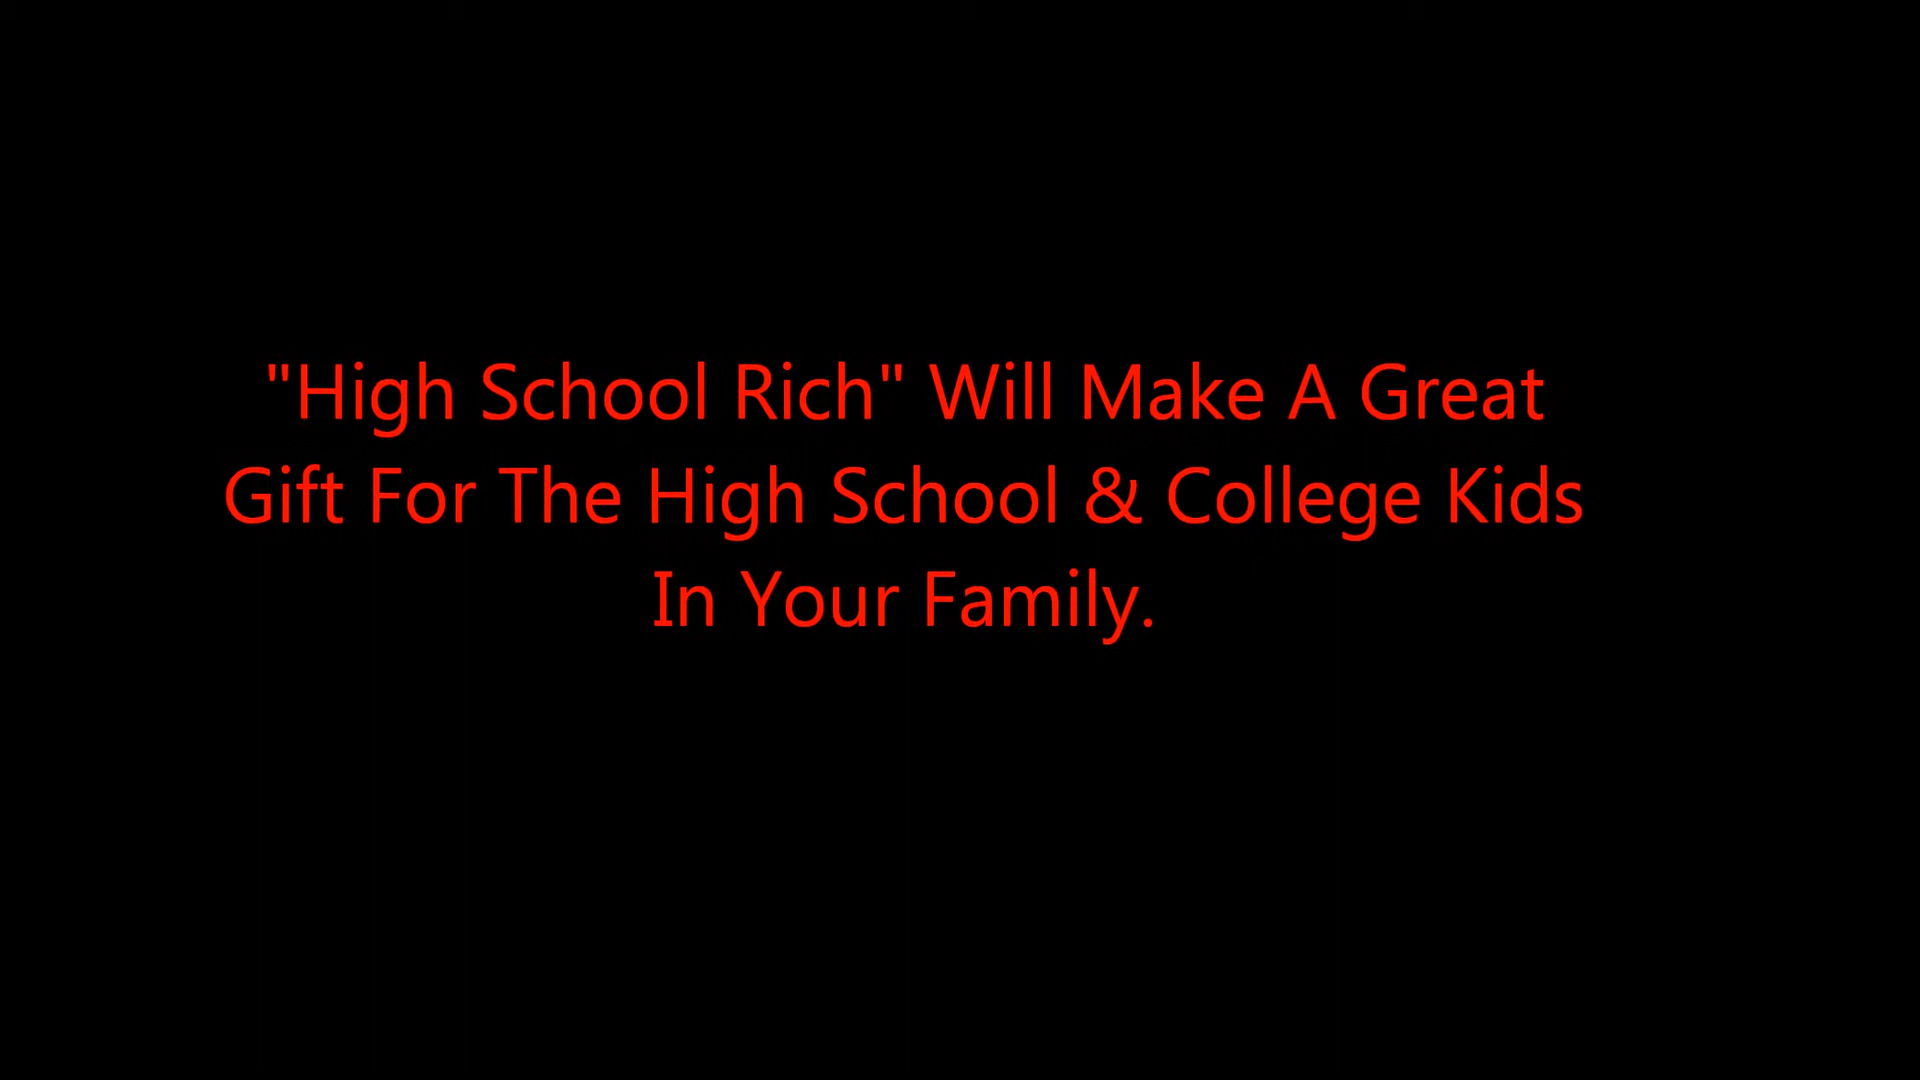 "High School Rich" Will Make A Great
Gift For The High School & College Kids
In Your Family.